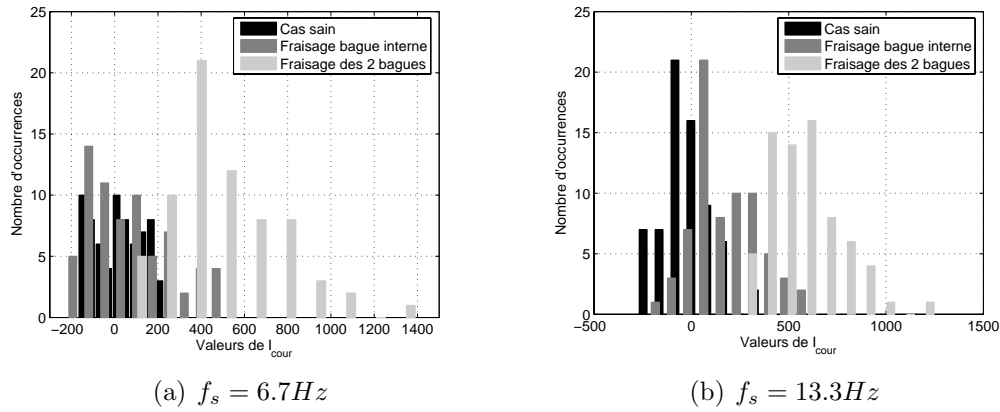 25
20
15
10
5
0
Nombre d'occurrences
−200 0 200 400 600 800 1000 1200 1400
Valeurs de I_cour
Cas sain
Fraisage bague interne
Fraisage des 2 bagues
(a) f_s = 6.7Hz
25
20
15
10
5
0
Nombre d'occurrences
−500 0 500 1000 1500
Valeurs de I_cour
Cas sain
Fraisage bague interne
Fraisage des 2 bagues
(b) f_s = 13.3Hz